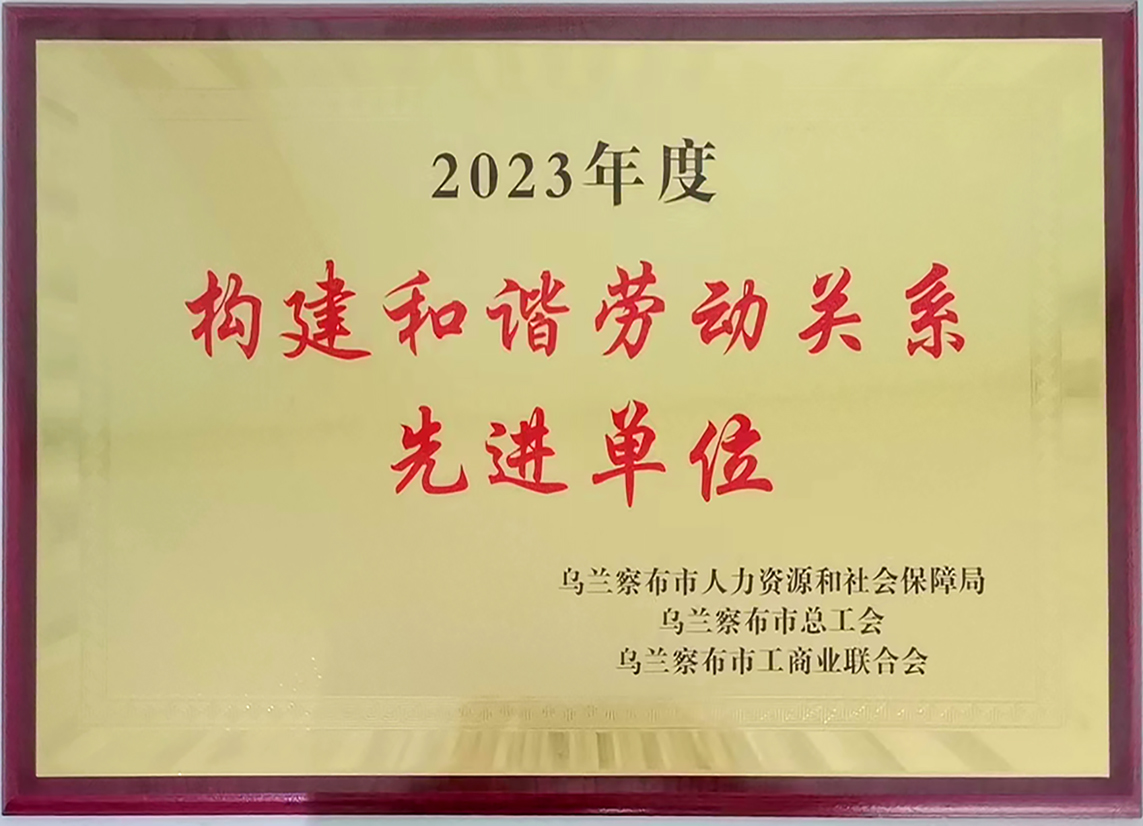 2023年度
构建和谐劳动关系
先进单位
乌兰察布市人力资源和社会保障局
乌兰察布市总工会
乌兰察布市工商业联合会